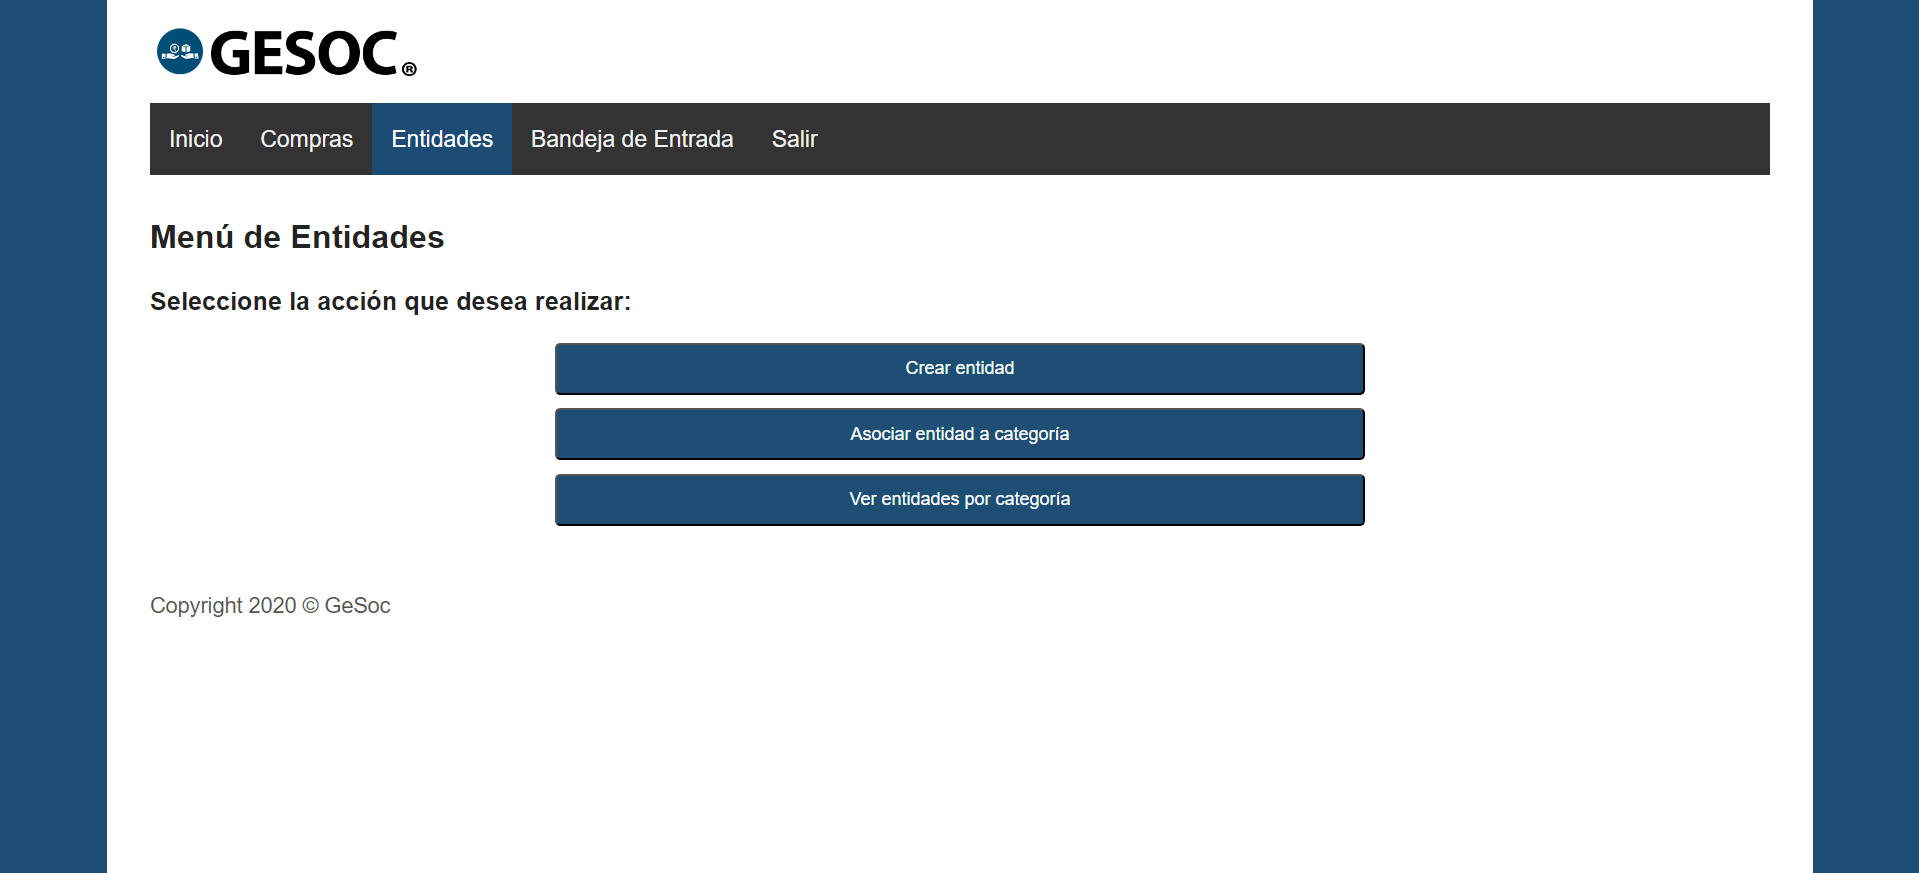 GESOC®
Inicio Compras Entidades Bandeja de Entrada Salir
Menú de Entidades
Seleccione la acción que desea realizar:
Crear entidad
Asociar entidad a categoría
Ver entidades por categoría
Copyright 2020 © GeSoc